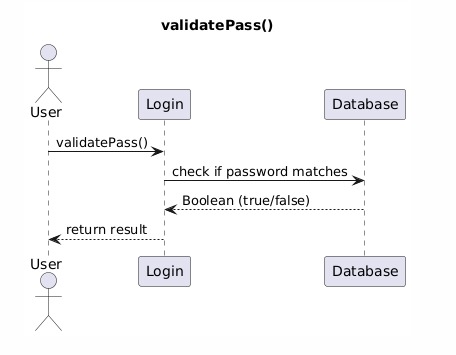 validatePass()
User
Login
Database
validatePass()
check if password matches
Boolean (true/false)
return result
User
Login
Database